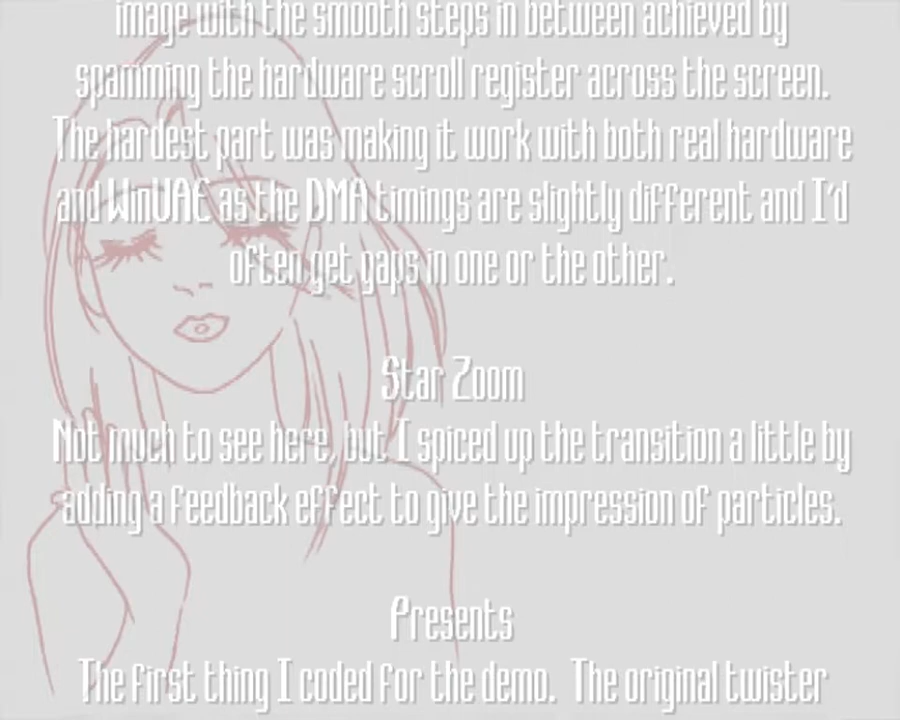 image with the smooth steps in between achieved by
spamming the hardware scroll register across the screen.
The hardest part was making it work with both real hardware
and WinUAE as the DMA timings are slightly different and I'd
often get gaps in one or the other.
Star Zoom
Not much to see here, but I spiced up the transition a little by
adding a feedback effect to give the impression of particles.
Presents
The first thing I coded for the demo. The original twister